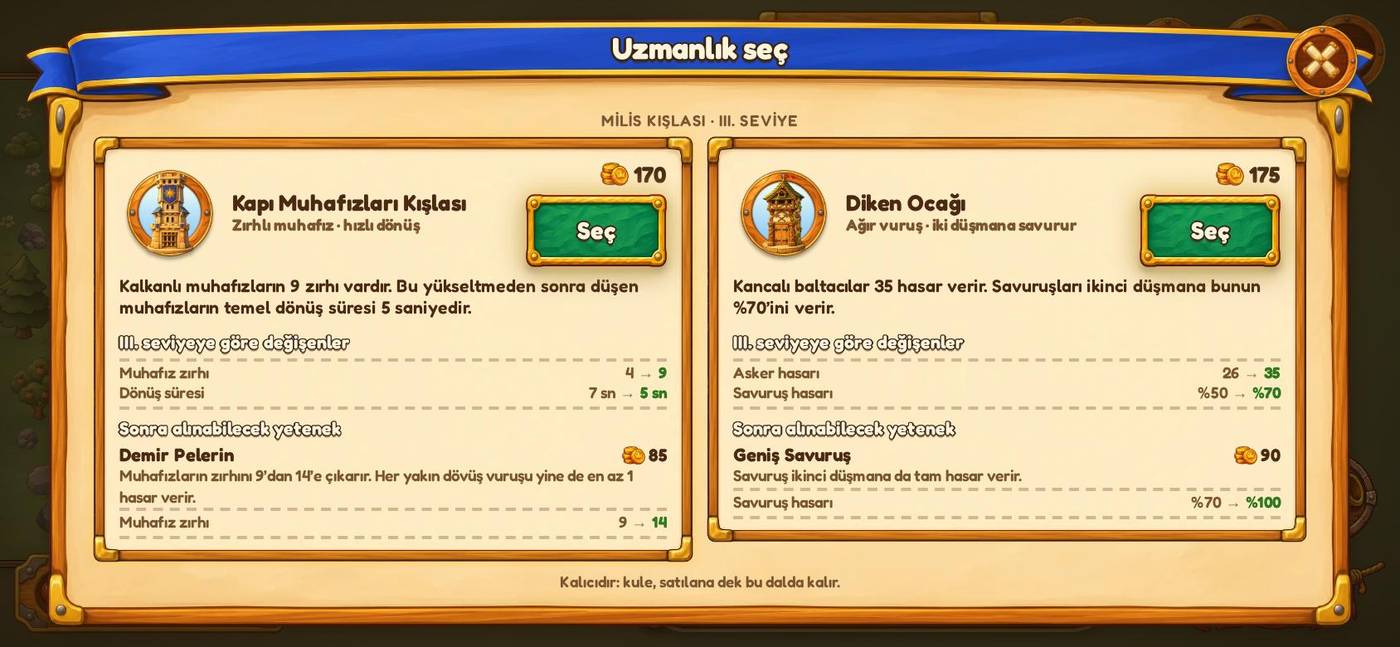 Uzmanlık seç
MİLİS KIŞLASI · III. SEVİYE
170
Kapı Muhafızları Kışlası
Zırhlı muhafız · hızlı dönüş
Seç
Kalkanlı muhafızların 9 zırhı vardır. Bu yükseltmeden sonra düşen
muhafızların temel dönüş süresi 5 saniyedir.
III. seviyeye göre değişenler
Muhafız zırhı 4 → 9
Dönüş süresi 7 sn → 5 sn
Sonra alınabilecek yetenek
Demir Pelerin 85
Muhafızların zırhını 9’dan 14’e çıkarır. Her yakın dövüş vuruşu yine de en az 1
hasar verir.
Muhafız zırhı 9 → 14
175
Diken Ocağı
Ağır vuruş · iki düşmana savurur
Seç
Kancalı baltacılar 35 hasar verir. Savuruşları ikinci düşmana bunun
%70’ini verir.
III. seviyeye göre değişenler
Asker hasarı 26 → 35
Savuruş hasarı %50 → %70
Sonra alınabilecek yetenek
Geniş Savuruş 90
Savuruş ikinci düşmana da tam hasar verir.
Savuruş hasarı %70 → %100
Kalıcıdır: kule, satılana dek bu dalda kalır.